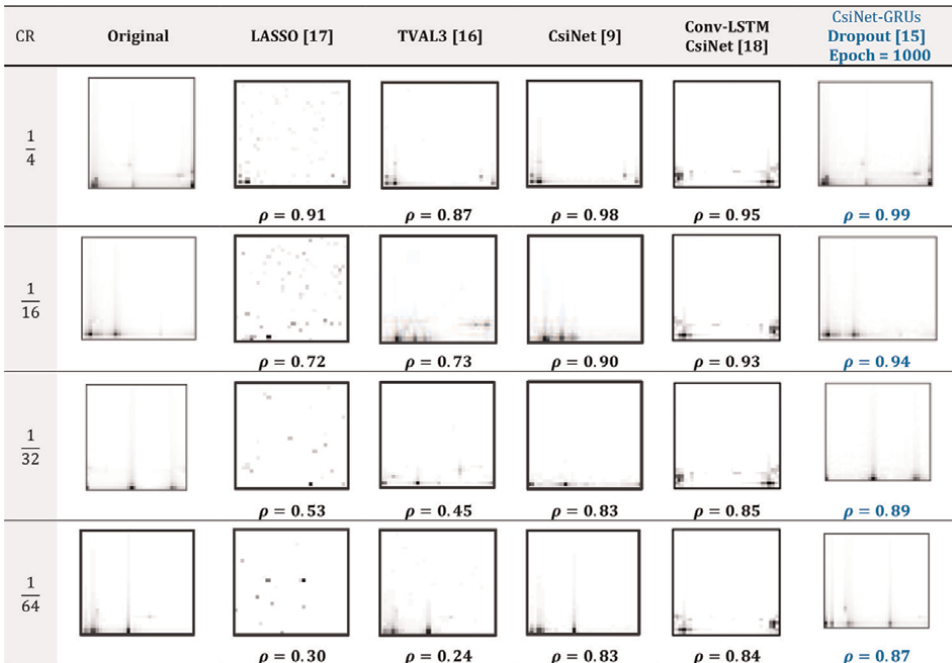 CR Original LASSO [17] TVAL3 [16] CsiNet [9] Conv-LSTM CsiNet [18] CsiNet-GRUs Dropout [15] Epoch = 1000
1/4
ρ = 0.91 ρ = 0.87 ρ = 0.98 ρ = 0.95 ρ = 0.99
1/16
ρ = 0.72 ρ = 0.73 ρ = 0.90 ρ = 0.93 ρ = 0.94
1/32
ρ = 0.53 ρ = 0.45 ρ = 0.83 ρ = 0.85 ρ = 0.89
1/64
ρ = 0.30 ρ = 0.24 ρ = 0.83 ρ = 0.84 ρ = 0.87